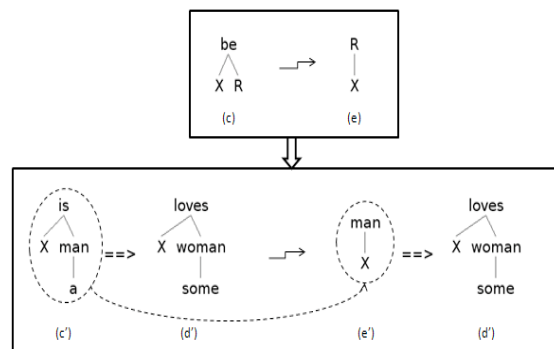 be R
X R X
(c) (e)
is loves man loves
X man ==> X woman X ==> X woman
a some some
(c') (d') (e') (d')